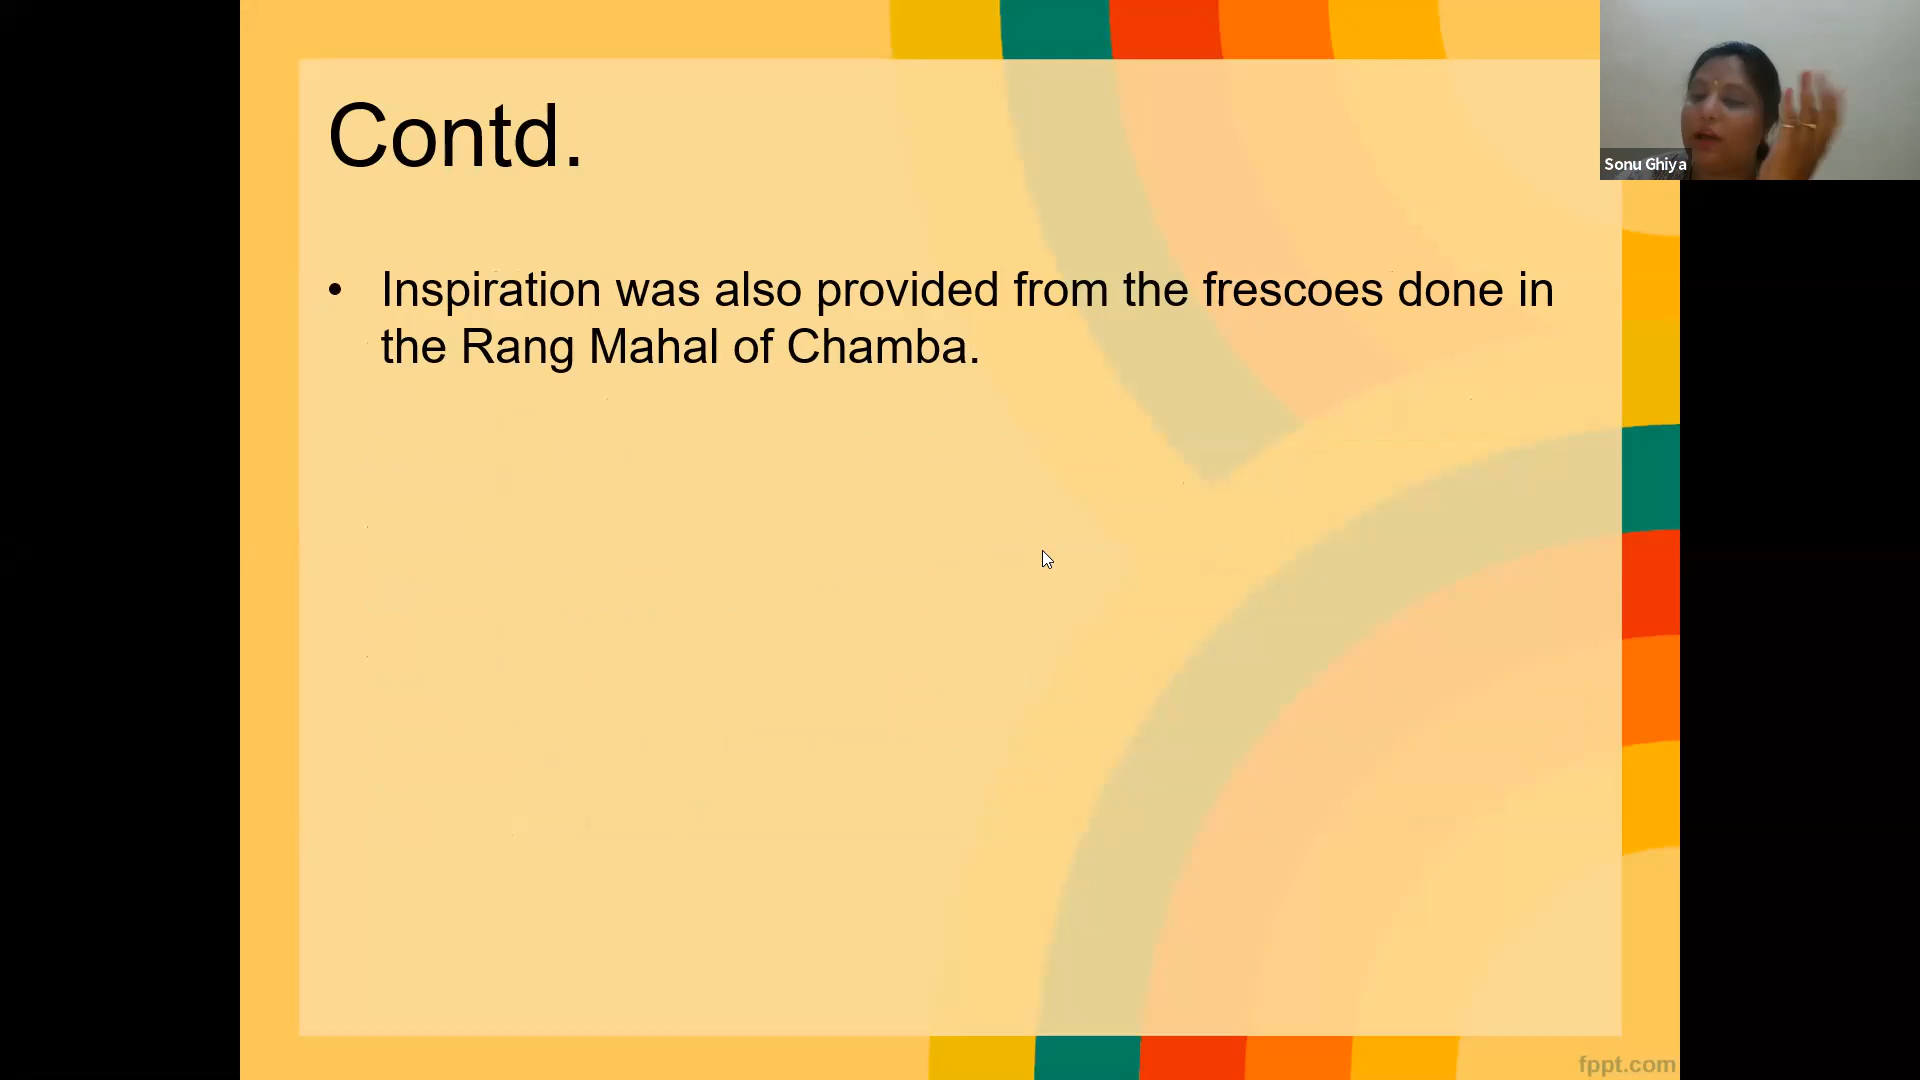 Contd.
• Inspiration was also provided from the frescoes done in
the Rang Mahal of Chamba.
Sonu Ghiya
fppt.com